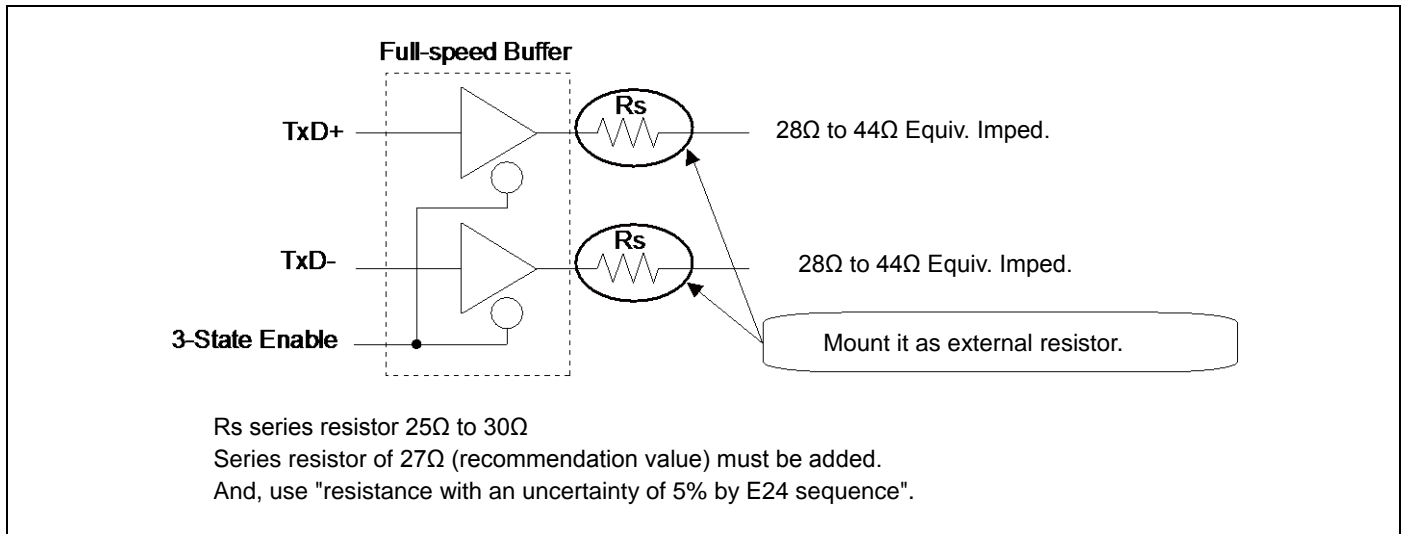 Full-speed Buffer
TxD+
Rs
28Ω to 44Ω Equiv. Imped.
TxD-
Rs
28Ω to 44Ω Equiv. Imped.
3-State Enable
Mount it as external resistor.
Rs series resistor 25Ω to 30Ω
Series resistor of 27Ω (recommendation value) must be added.
And, use "resistance with an uncertainty of 5% by E24 sequence".